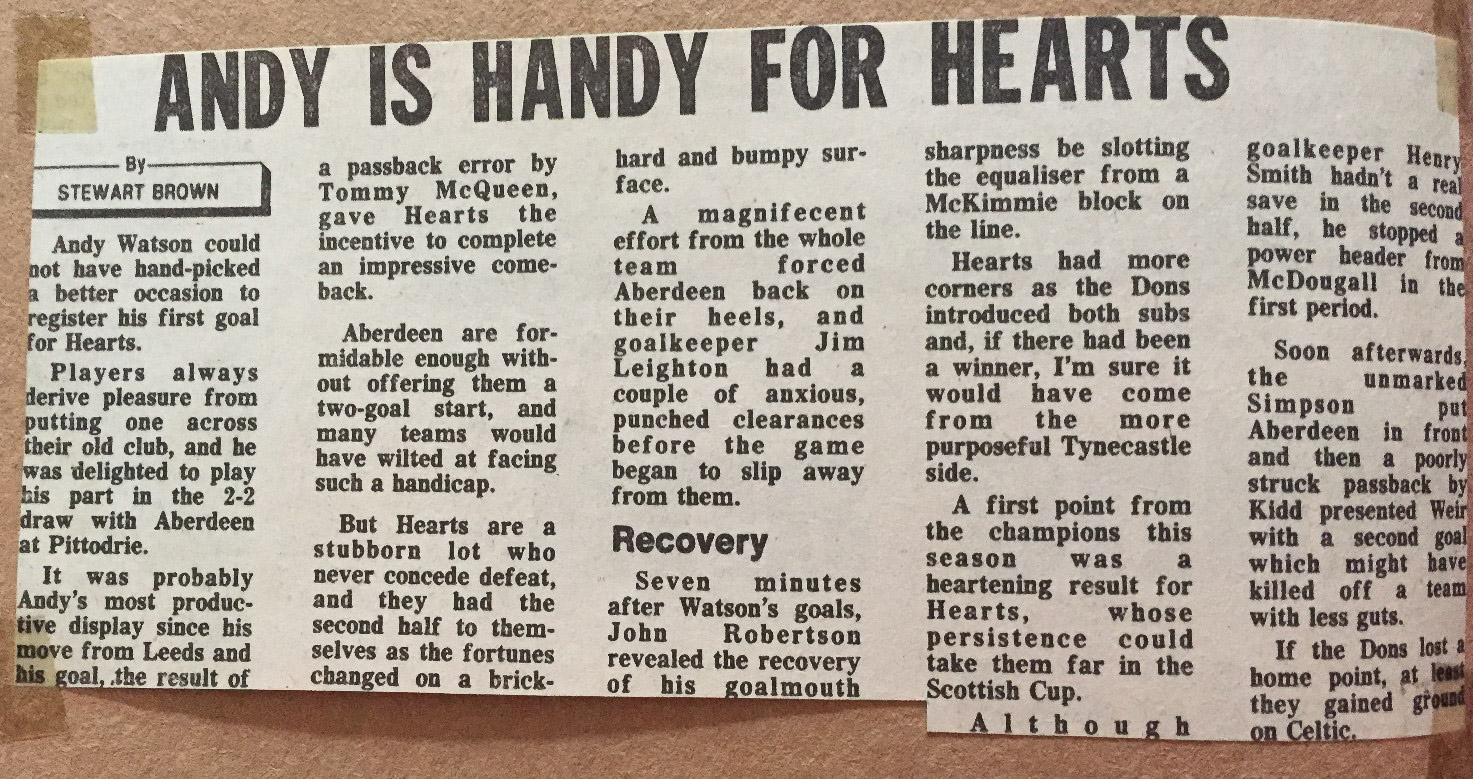 ANDY IS HANDY FOR HEARTS
By
STEWART BROWN
Andy Watson could
not have hand-picked
a better occasion to
register his first goal
for Hearts.
Players always
derive pleasure from
putting one across
their old club, and he
was delighted to play
his part in the 2-2
draw with Aberdeen
at Pittodrie.
It was probably
Andy's most produc-
tive display since his
move from Leeds and
his goal, .the result of
a passback error by
Tommy McQueen,
gave Hearts the
incentive to complete
an impressive come-
back.
Aberdeen are for-
midable enough with-
out offering them a
two-goal start, and
many teams would
have wilted at facing
such a handicap.
But Hearts are a
stubborn lot who
never concede defeat,
and they had the
second half to them-
selves as the fortunes
changed on a brick-
hard and bumpy sur-
face.
A magnifecent
effort from the whole
team forced
Aberdeen back on
their heels, and
goalkeeper Jim
Leighton had a
couple of anxious,
punched clearances
before the game
began to slip away
from them.
Recovery
Seven minutes
after Watson's goals,
John Robertson
revealed the recovery
of his goalmouth
sharpness be slotting
the equaliser from a
McKimmie block on
the line.
Hearts had more
corners as the Dons
introduced both subs
and, if there had been
a winner, I'm sure it
would have come
from the more
purposeful Tynecastle
side.
A first point from
the champions this
season was a
heartening result for
Hearts, whose
persistence could
take them far in the
Scottish Cup.
Although
goalkeeper Henry
Smith hadn't a real
save in the second
half, he stopped a
power header from
McDougall in the
first period.
Soon afterwards,
the unmarked
Simpson put
Aberdeen in front
and then a poorly
struck passback by
Kidd presented Weir
with a second goal
which might have
killed off a team
with less guts.
If the Dons lost a
home point, at least
they gained ground
on Celtic.